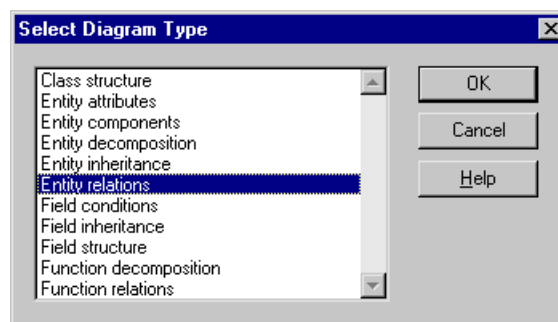 Select Diagram Type
Class structure
Entity attributes
Entity components
Entity decomposition
Entity inheritance
Entity relations
Field conditions
Field inheritance
Field structure
Function decomposition
Function relations
OK
Cancel
Help